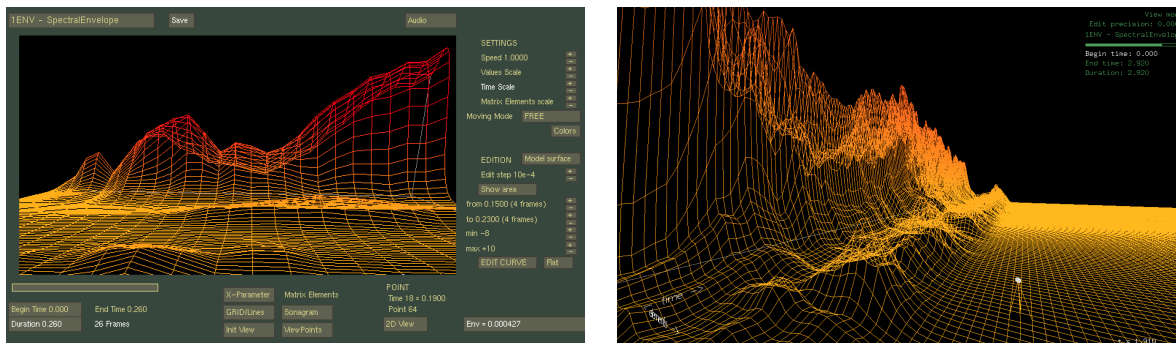 1ENV - SpectralEnvelope
Save
Audio
SETTINGS
Speed 1.0000
Values Scale
Time Scale
Matrix Elements scale
Moving Mode FREE
Colors
EDITION Model surface
Edit step 10e-4
Show area
from 0.1500 (4 frames)
to 0.2300 (4 frames)
min -8
max +10
EDIT CURVE Flat
Begin Time 0.000 End Time 0.260
Duration 0.260 26 Frames
X-Parameter Matrix Elements
GRID/Lines Sonagram
Init View ViewPoints
POINT
Time 18 = 0.1900
Point 64
2D View Env = 0.000427
View mo
Edit precision: 0.00
1ENV - SpectralEnvelop
Begin time: 0.000
End time: 2.920
Duration: 2.920
time -->